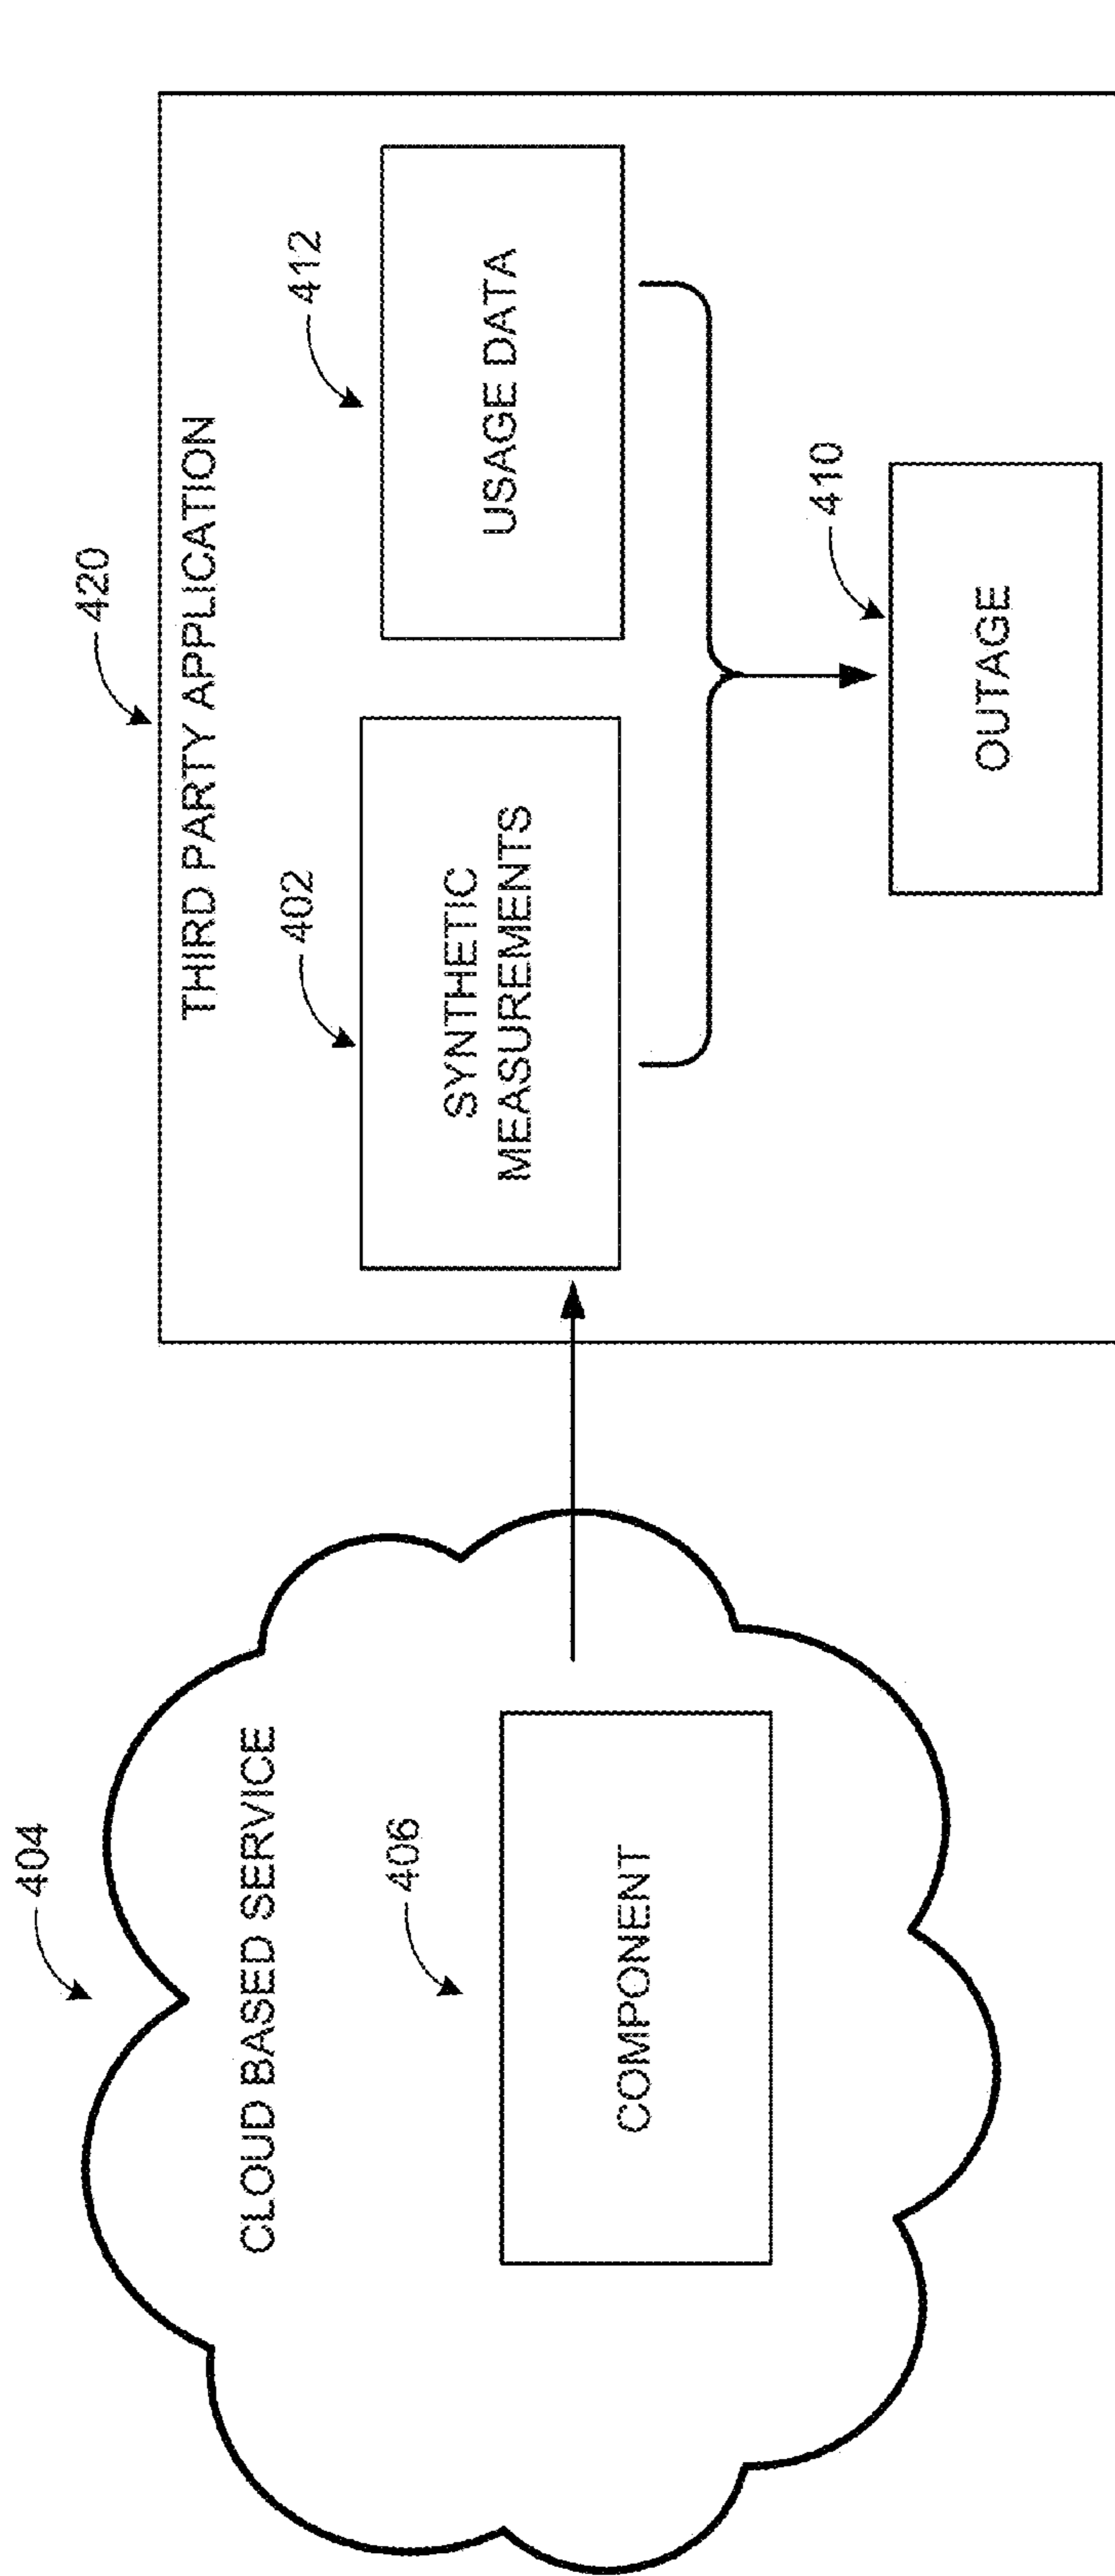 404
CLOUD BASED SERVICE
406
COMPONENT
420
THIRD PARTY APPLICATION
402
SYNTHETIC
MEASUREMENTS
412
USAGE DATA
410
OUTAGE